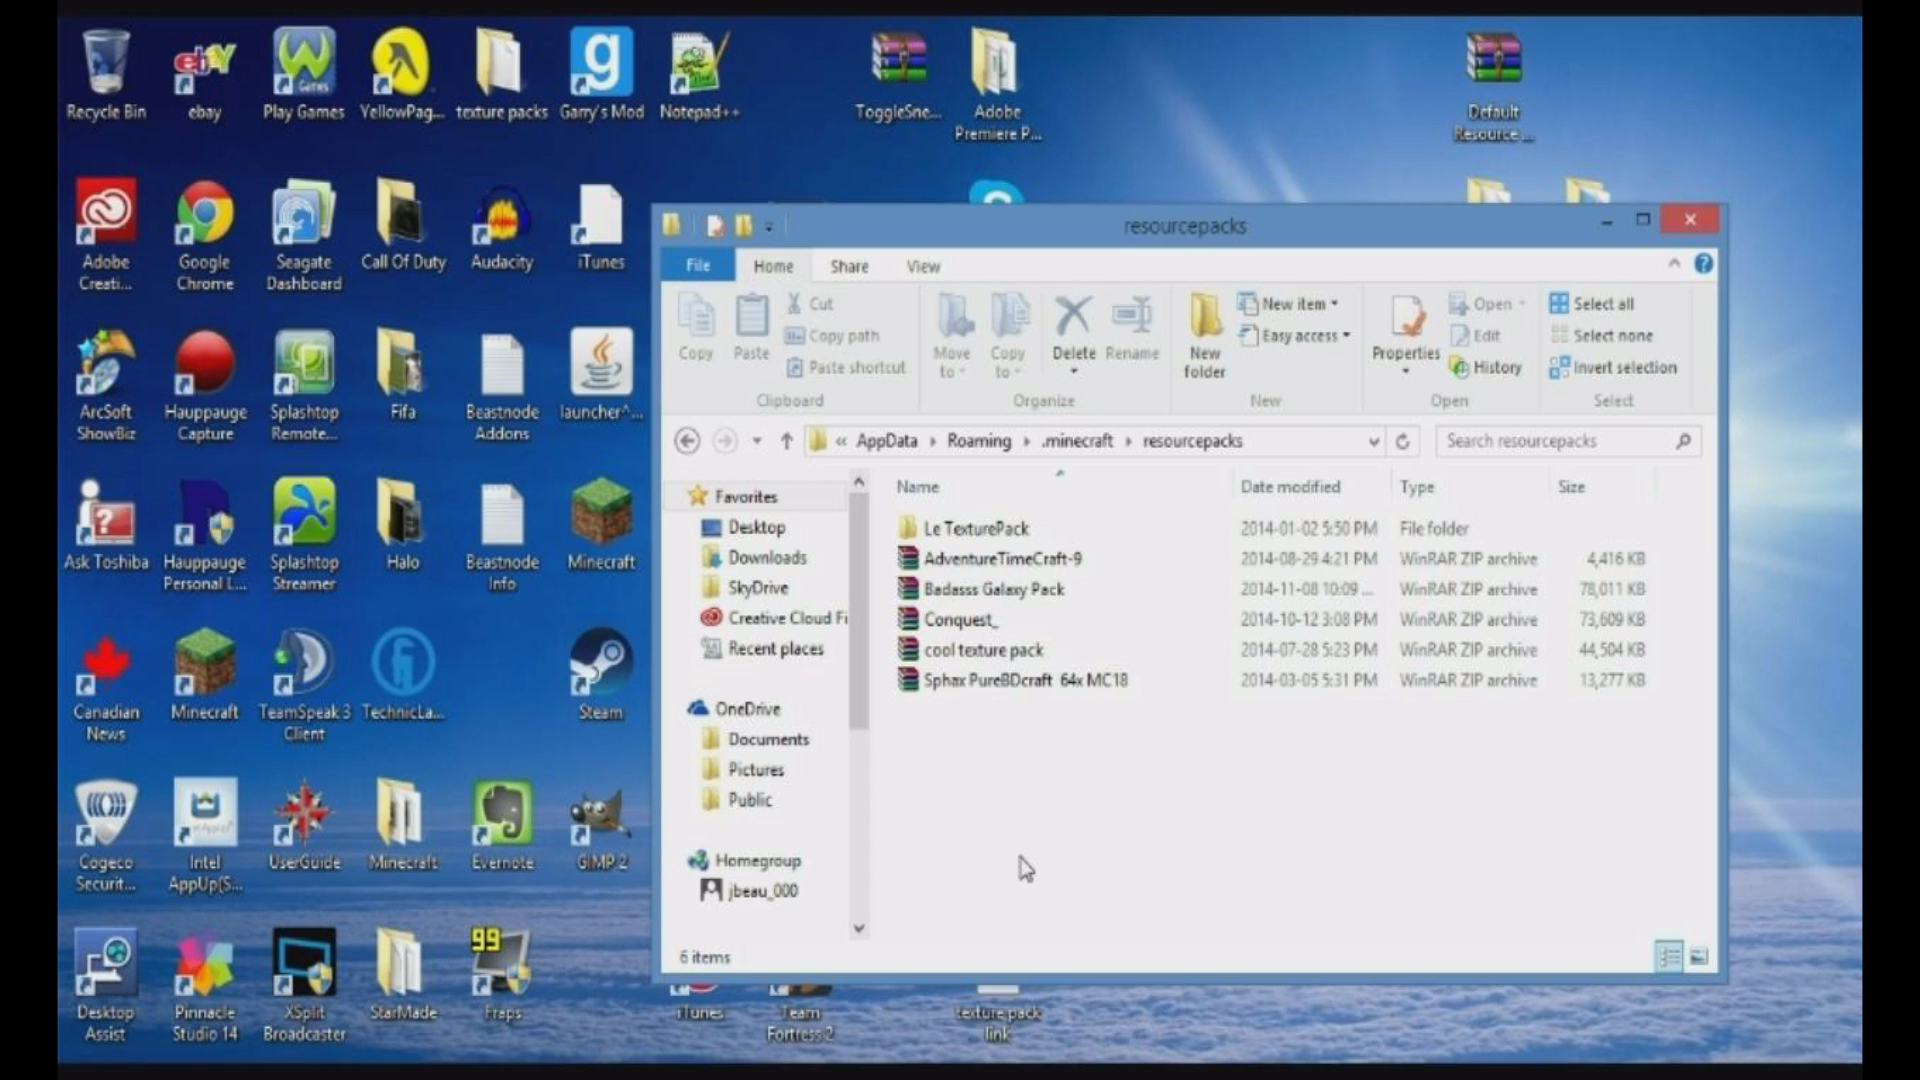 Recycle Bin
ebay
Play Games
YellowPag...
texture packs
Garry's Mod
Notepad++
ToggleSne...
Adobe
Premiere P...
Default
Resource ...
Adobe
Creati...
Google
Chrome
Seagate
Dashboard
Call Of Duty
Audacity
iTunes
ArcSoft
ShowBiz
Hauppauge
Capture
Splashtop
Remote...
Fifa
Beastnode
Addons
launcher^...
Ask Toshiba
Hauppauge
Personal L...
Splashtop
Streamer
Halo
Beastnode
Info
Minecraft
Canadian
News
Minecraft
TeamSpeak 3
Client
TechnicLa...
Steam
Cogeco
Securit...
Intel
AppUp(S...
UserGuide
Minecraft
Evernote
GIMP 2
Desktop
Assist
Pinnacle
Studio 14
XSplit
Broadcaster
StarMade
99
Fraps
iTunes
Team
Fortress 2
texture pack
link
resourcepacks
File
Home
Share
View
Copy
Paste
Cut
Copy path
Paste shortcut
Clipboard
Move
to
Copy
to
Delete
Rename
Organize
New
folder
New item
Easy access
New
Properties
Open
Edit
History
Open
Select all
Select none
Invert selection
Select
« AppData Roaming .minecraft resourcepacks
Search resourcepacks
Favorites
Desktop
Downloads
SkyDrive
Creative Cloud Fi
Recent places
OneDrive
Documents
Pictures
Public
Homegroup
jbeau_000
Name Date modified Type Size
Le TexturePack 2014-01-02 5:50 PM File folder
AdventureTimeCraft-9 2014-08-29 4:21 PM WinRAR ZIP archive 4,416 KB
Badasss Galaxy Pack 2014-11-08 10:09 ... WinRAR ZIP archive 78,011 KB
Conquest_ 2014-10-12 3:08 PM WinRAR ZIP archive 73,609 KB
cool texture pack 2014-07-28 5:23 PM WinRAR ZIP archive 44,504 KB
Sphax PureBDcraft 64x MC18 2014-03-05 5:31 PM WinRAR ZIP archive 13,277 KB
6 items